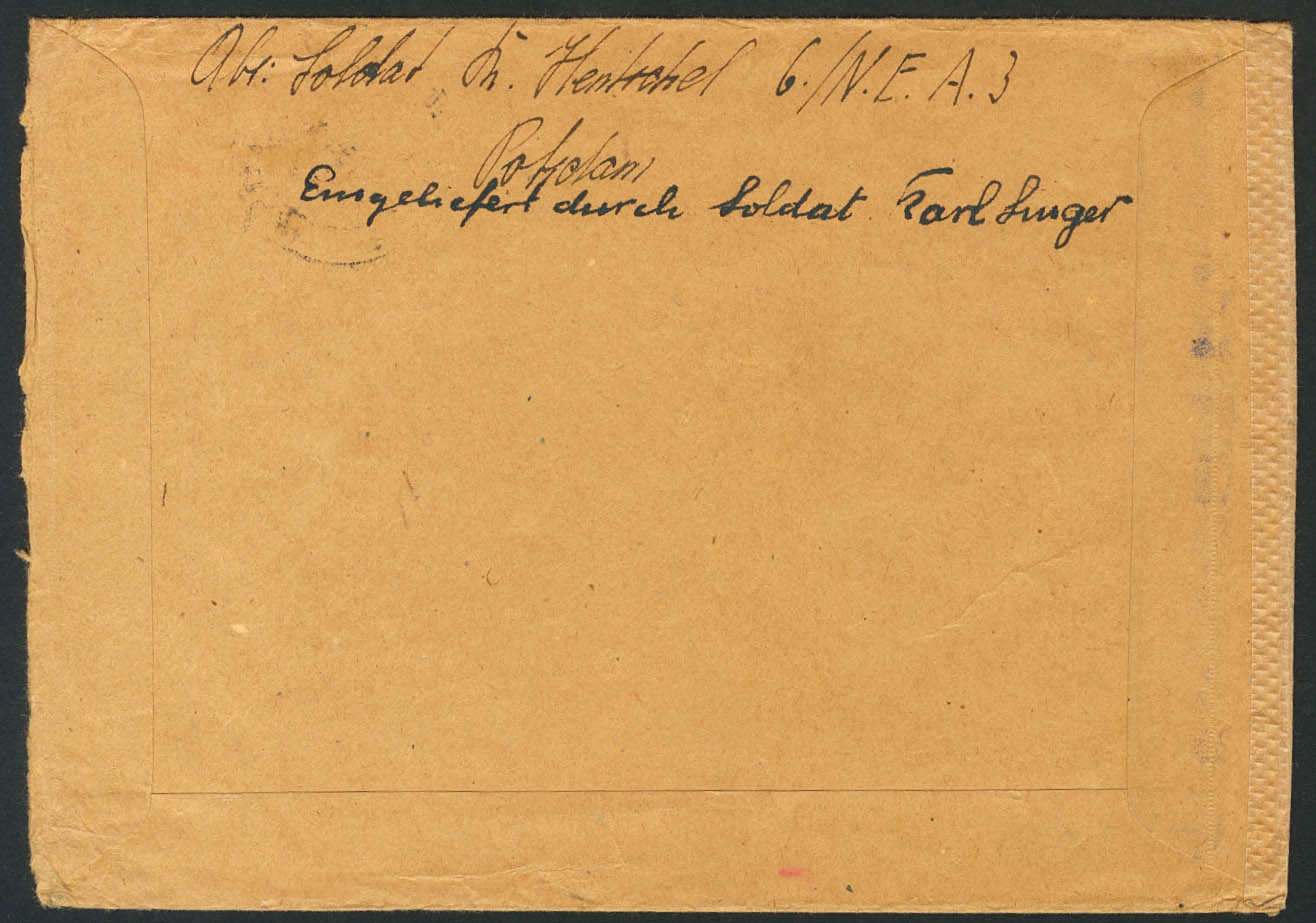 Abs: Soldat K. Hentschel 6./N.E.A.3
Potsdam
Eingeliefert durch Soldat Karl Singer